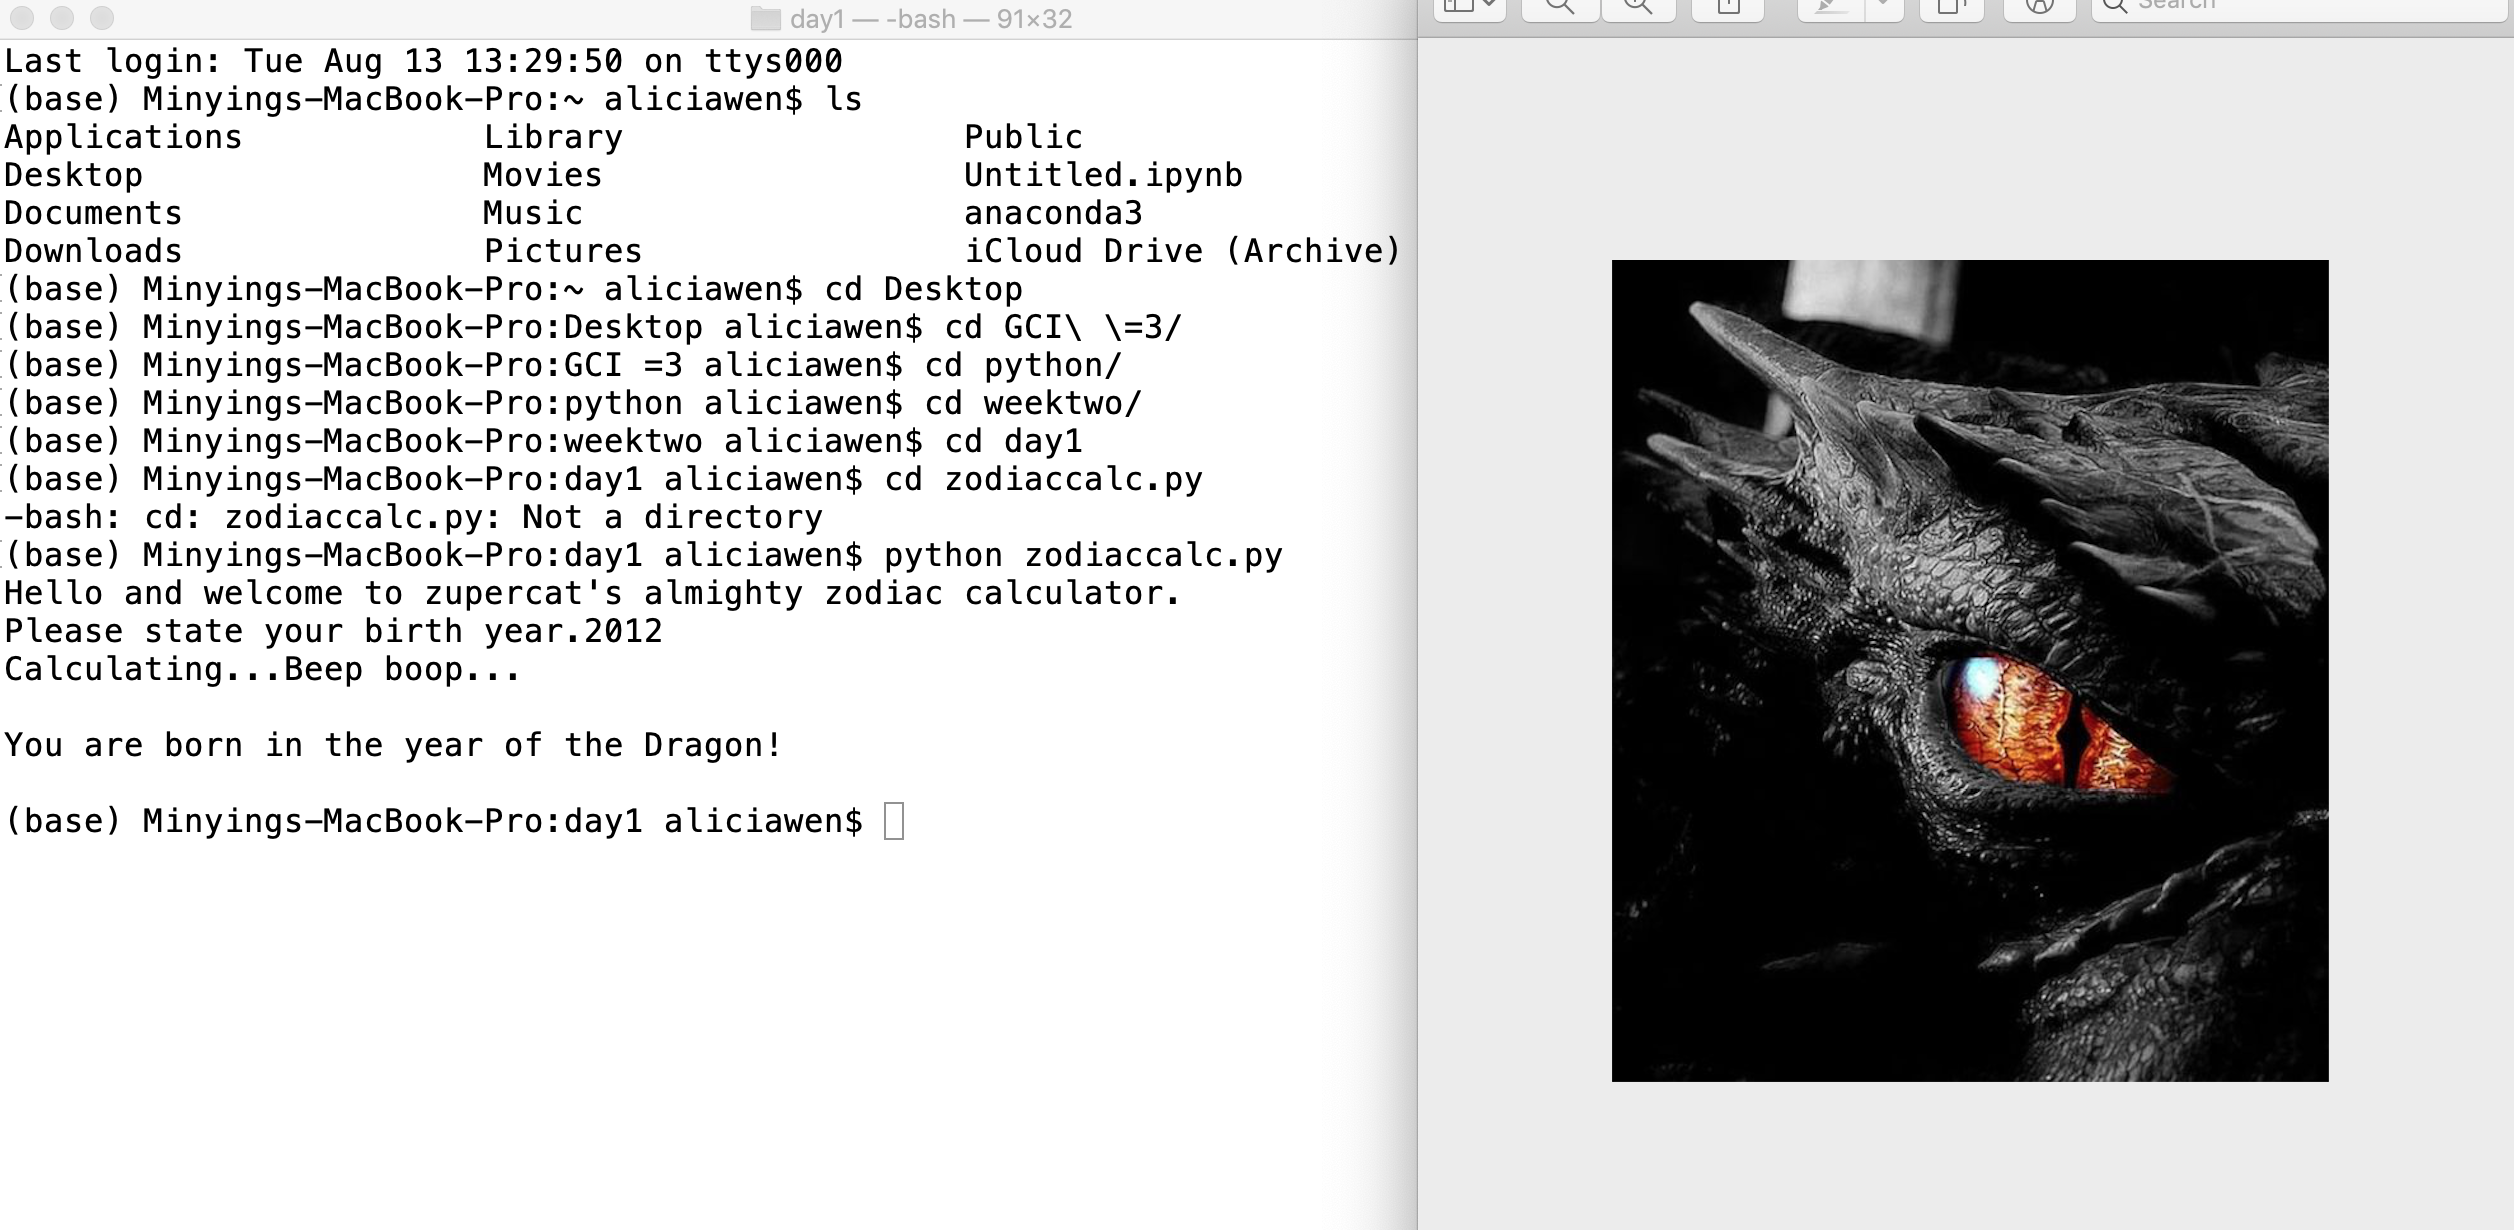 day1 — -bash — 91×32
Last login: Tue Aug 13 13:29:50 on ttys000
(base) Minyings-MacBook-Pro:~ aliciawen$ ls
Applications Library Public
Desktop Movies Untitled.ipynb
Documents Music anaconda3
Downloads Pictures iCloud Drive (Archive)
(base) Minyings-MacBook-Pro:~ aliciawen$ cd Desktop
(base) Minyings-MacBook-Pro:Desktop aliciawen$ cd GCI\ \=3/
(base) Minyings-MacBook-Pro:GCI =3 aliciawen$ cd python/
(base) Minyings-MacBook-Pro:python aliciawen$ cd weektwo/
(base) Minyings-MacBook-Pro:weektwo aliciawen$ cd day1
(base) Minyings-MacBook-Pro:day1 aliciawen$ cd zodiaccalc.py
-bash: cd: zodiaccalc.py: Not a directory
(base) Minyings-MacBook-Pro:day1 aliciawen$ python zodiaccalc.py
Hello and welcome to zupercat's almighty zodiac calculator.
Please state your birth year.2012
Calculating...Beep boop...
You are born in the year of the Dragon!
(base) Minyings-MacBook-Pro:day1 aliciawen$
Search